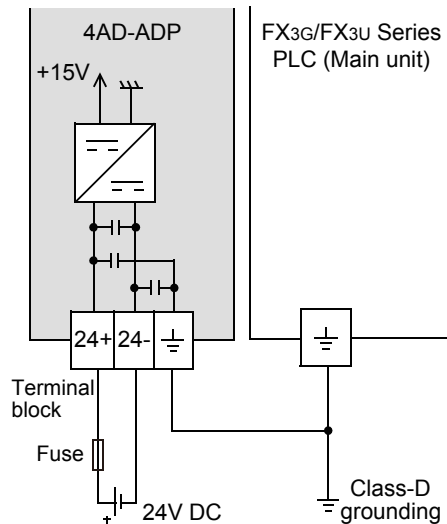 4AD-ADP
FX3G/FX3U Series
PLC (Main unit)
+15V
24+ 24-
Terminal
block
Fuse
+
24V DC
Class-D
grounding